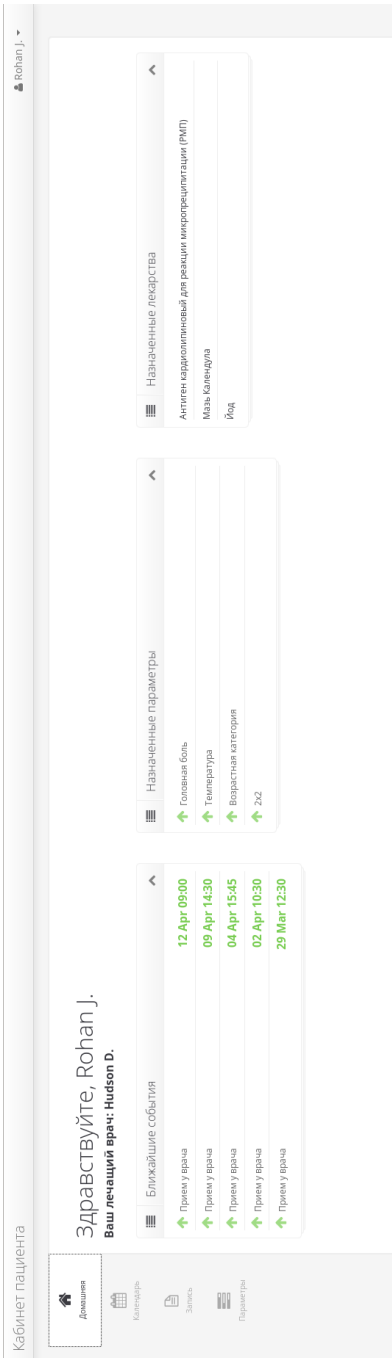 Кабинет пациента
Rohan J.
Домашняя
Календарь
Запись
Параметры
Здравствуйте, Rohan J.
Ваш лечащий врач: Hudson D.
Ближайшие события
Прием у врача 12 Apr 09:00
Прием у врача 09 Apr 14:30
Прием у врача 04 Apr 15:45
Прием у врача 02 Apr 10:30
Прием у врача 29 Mar 12:30
Назначенные параметры
Головная боль
Температура
Возрастная категория
2x2
Назначенные лекарства
Антиген кардиолипиновый для реакции микропреципитации (РМП)
Мазь Календула
Йод